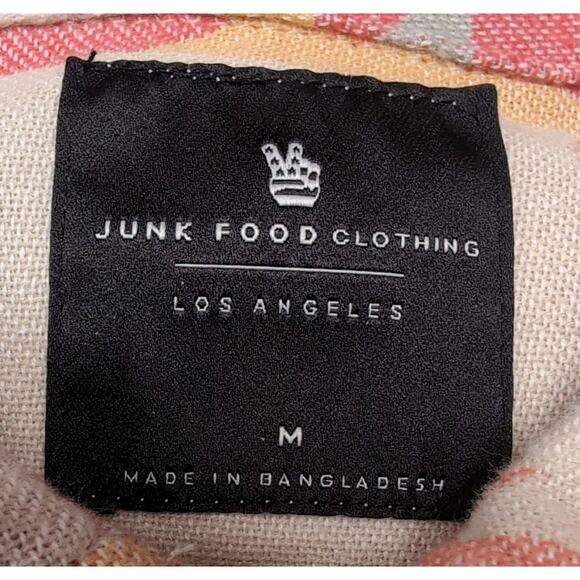 JUNK FOOD CLOTHING
LOS ANGELES
M
MADE IN BANGLADESH